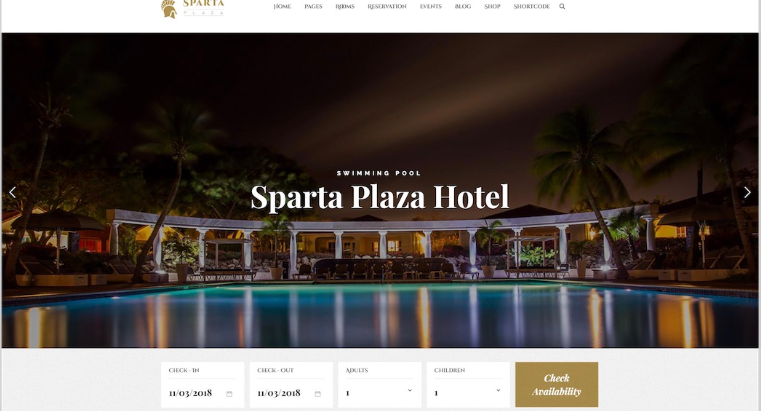 SPARTA
PLAZA
HOME PAGES ROOMS RESERVATION EVENTS BLOG SHOP SHORTCODE
SWIMMING POOL
Sparta Plaza Hotel
CHECK - IN
11/03/2018
CHECK - OUT
11/03/2018
ADULTS
1
CHILDREN
1
Check
Availability